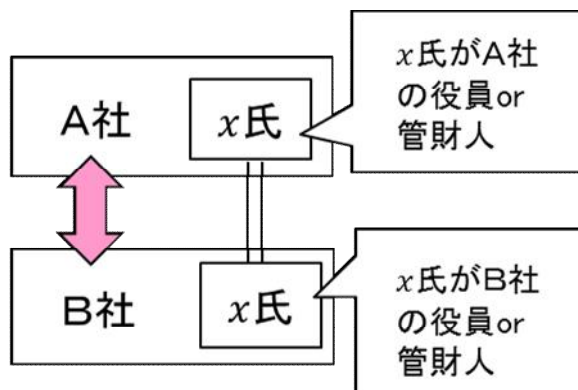 A社
x氏
x氏がA社
の役員or
管財人
B社
x氏
x氏がB社
の役員or
管財人